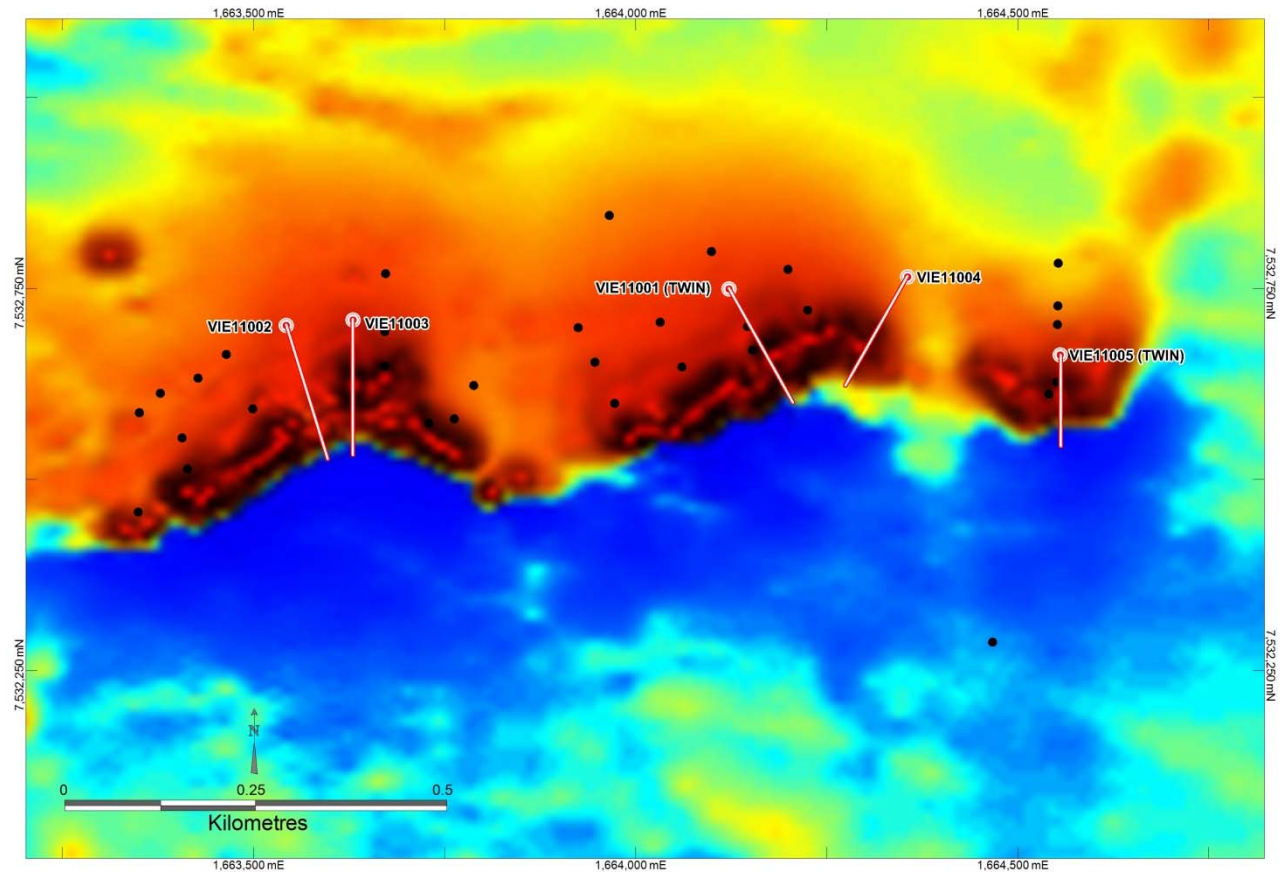 1,663,500 mE
1,664,000 mE
1,664,500 mE
7,532,750 mN
7,532,750 mN
VIE11001 (TWIN)
VIE11004
VIE11002
VIE11003
VIE11005 (TWIN)
7,532,250 mN
7,532,250 mN
N
0
0.25
0.5
Kilometres
1,663,500 mE
1,664,000 mE
1,664,500 mE